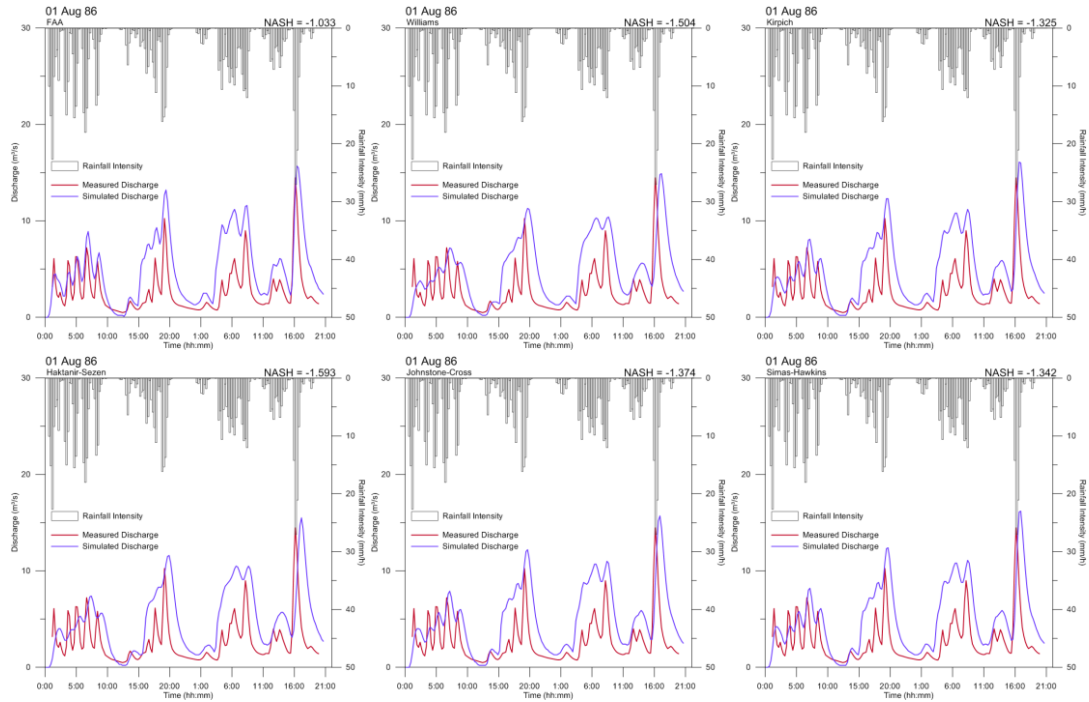 01 Aug 86
FAA
NASH = -1.033
30
20
10
0
0
10
20
30
40
50
Discharge (m³/s)
Rainfall Intensity (mm/h)
Rainfall Intensity
Measured Discharge
Simulated Discharge
0:00 5:00 10:00 15:00 20:00 1:00 6:00 11:00 16:00 21:00
Time (hh:mm)
01 Aug 86
Williams
NASH = -1.504
30
20
10
0
0
10
20
30
40
50
Discharge (m³/s)
Rainfall Intensity (mm/h)
Rainfall Intensity
Measured Discharge
Simulated Discharge
0:00 5:00 10:00 15:00 20:00 1:00 6:00 11:00 16:00 21:00
Time (hh:mm)
01 Aug 86
Kirpich
NASH = -1.325
30
20
10
0
0
10
20
30
40
50
Discharge (m³/s)
Rainfall Intensity (mm/h)
Rainfall Intensity
Measured Discharge
Simulated Discharge
0:00 5:00 10:00 15:00 20:00 1:00 6:00 11:00 16:00 21:00
Time (hh:mm)
01 Aug 86
Haktanir-Sezen
NASH = -1.593
30
20
10
0
0
10
20
30
40
50
Discharge (m³/s)
Rainfall Intensity (mm/h)
Rainfall Intensity
Measured Discharge
Simulated Discharge
0:00 5:00 10:00 15:00 20:00 1:00 6:00 11:00 16:00 21:00
Time (hh:mm)
01 Aug 86
Johnstone-Cross
NASH = -1.374
30
20
10
0
0
10
20
30
40
50
Discharge (m³/s)
Rainfall Intensity (mm/h)
Rainfall Intensity
Measured Discharge
Simulated Discharge
0:00 5:00 10:00 15:00 20:00 1:00 6:00 11:00 16:00 21:00
Time (hh:mm)
01 Aug 86
Simas-Hawkins
NASH = -1.342
30
20
10
0
0
10
20
30
40
50
Discharge (m³/s)
Rainfall Intensity (mm/h)
Rainfall Intensity
Measured Discharge
Simulated Discharge
0:00 5:00 10:00 15:00 20:00 1:00 6:00 11:00 16:00 21:00
Time (hh:mm)